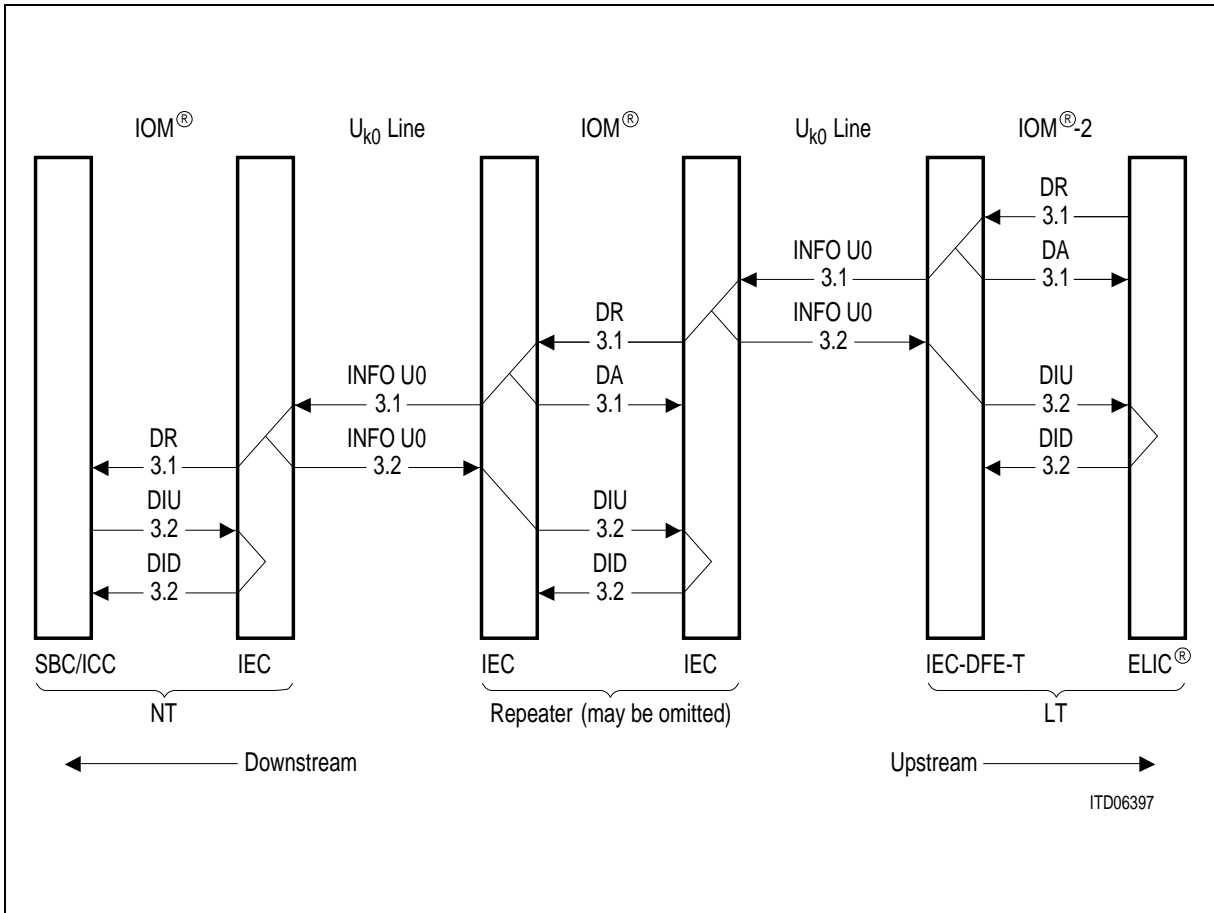 IOM® U_k0 Line IOM® U_k0 Line IOM®-2
DR
3.1
INFO U0 DA
3.1 3.1
DR INFO U0
3.1 3.2
INFO U0 DA DIU
3.1 3.1 3.2
DR INFO U0 DID
3.1 3.2 3.2
DIU DIU
3.2 3.2
DID DID
3.2 3.2
SBC/ICC IEC IEC IEC IEC-DFE-T ELIC®
NT Repeater (may be omitted) LT
Downstream Upstream
ITD06397